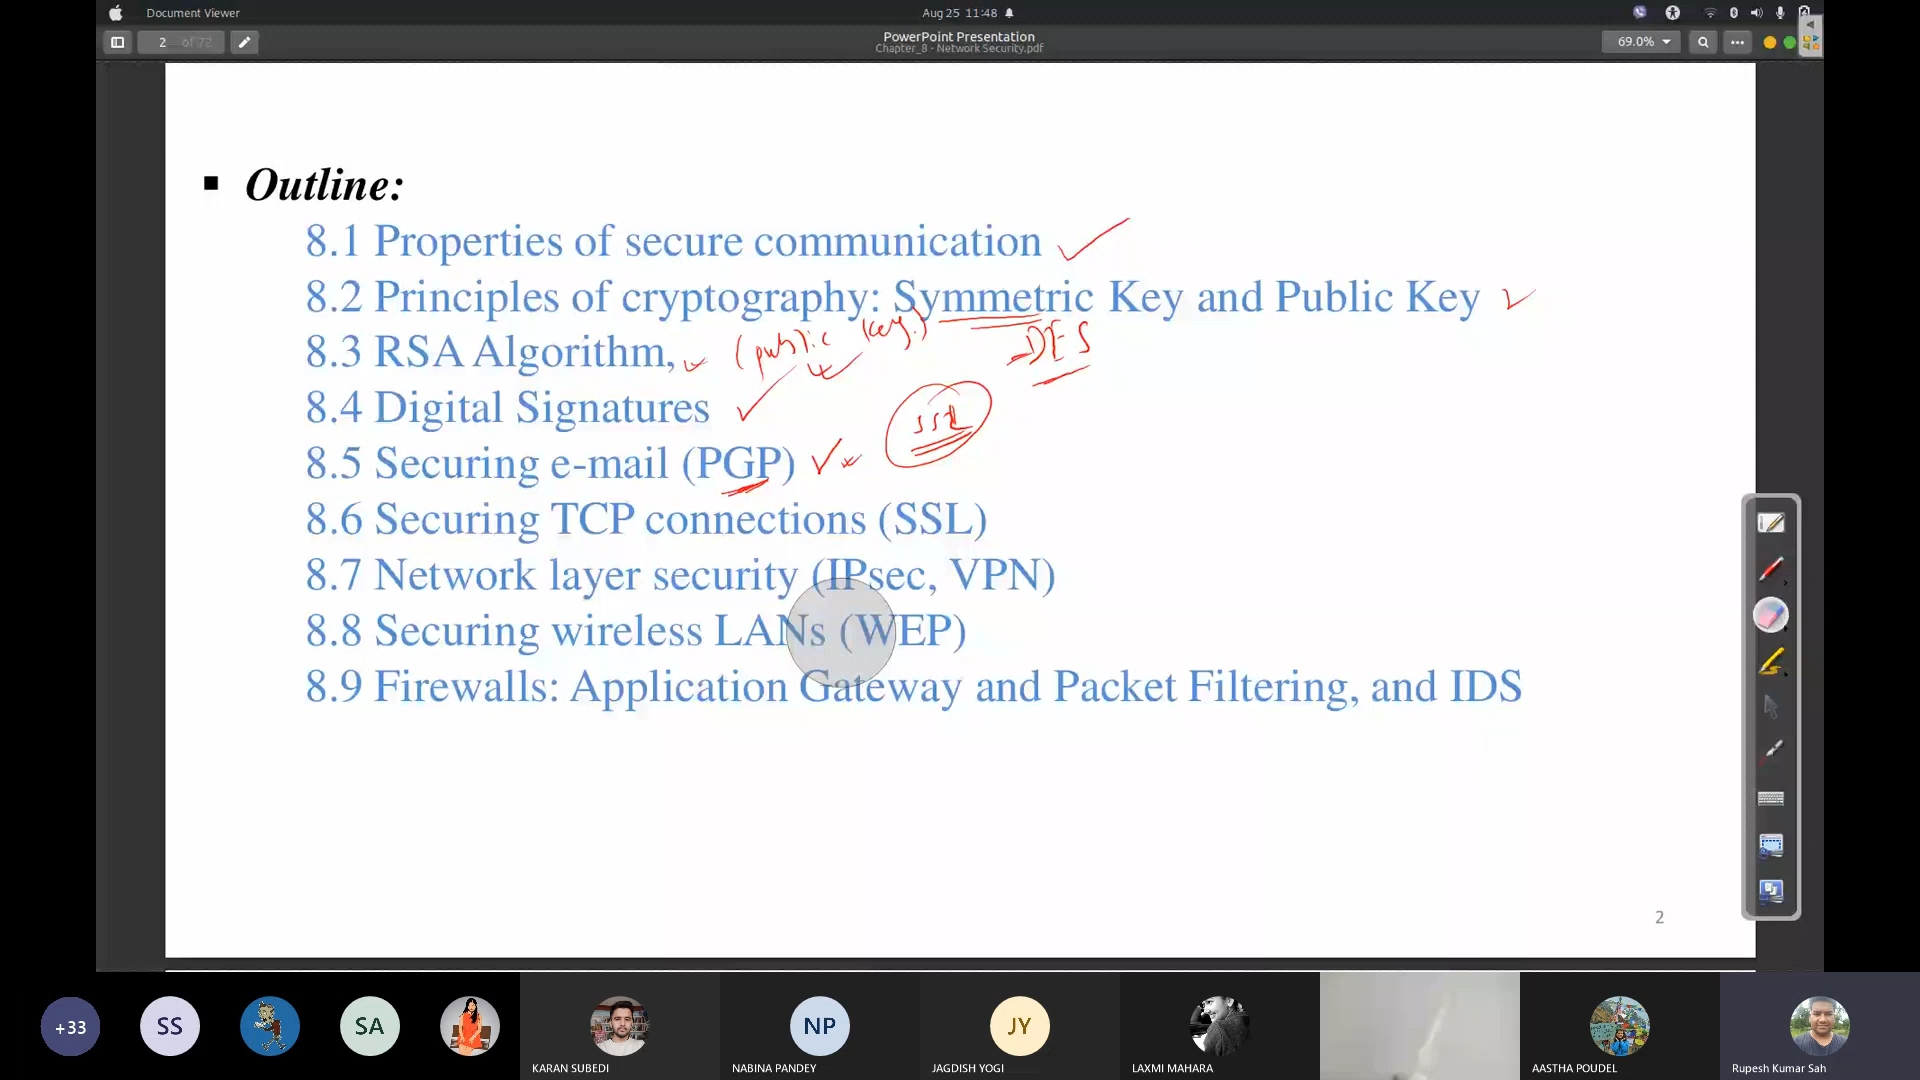 Document Viewer
Aug 25 11:48
2 of 72
PowerPoint Presentation
Chapter_8 - Network Security.pdf
69.0%
▪ Outline:
8.1 Properties of secure communication
8.2 Principles of cryptography: Symmetric Key and Public Key
8.3 RSA Algorithm, (public key.)
DES
8.4 Digital Signatures
SSL
8.5 Securing e-mail (PGP)
8.6 Securing TCP connections (SSL)
8.7 Network layer security (IPsec, VPN)
8.8 Securing wireless LANs (WEP)
8.9 Firewalls: Application Gateway and Packet Filtering, and IDS
2
+33
SS
SA
NP
JY
KARAN SUBEDI
NABINA PANDEY
JAGDISH YOGI
LAXMI MAHARA
AASTHA POUDEL
Rupesh Kumar Sah